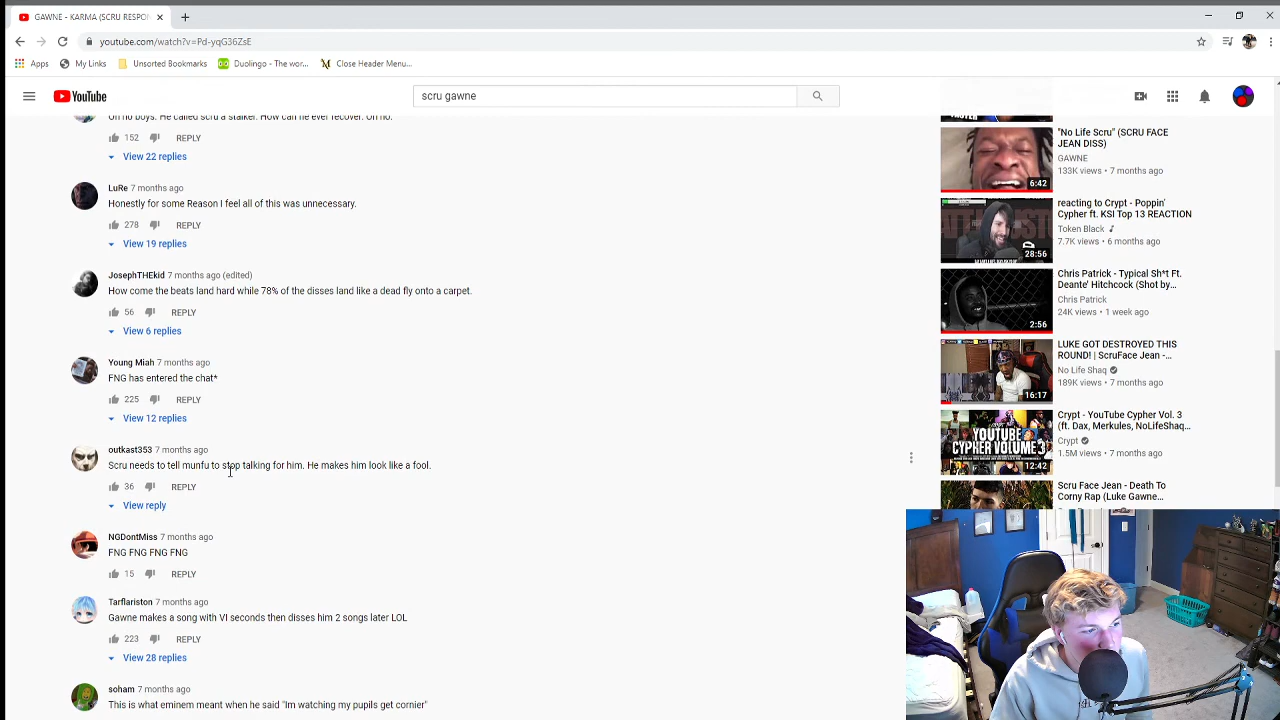 GAWNE - KARMA (SCRU RESPON
youtube.com/watch?v=Pd-yqG36ZsE
Apps My Links Unsorted Bookmarks Duolingo - The wor... Close Header Menu...
YouTube
scru gawne
Oh no boys. He called scru a staker. How can he ever recover. Oh no.
152 REPLY
View 22 replies
LuRe 7 months ago
Honestly for some Reason I feel all of this was unnecessary.
278 REPLY
View 19 replies
JosephTHEkid 7 months ago (edited)
How come the beats land hard while 78% of the disses land like a dead fly onto a carpet.
56 REPLY
View 6 replies
Young Miah 7 months ago
FNG has entered the chat*
225 REPLY
View 12 replies
outkast353 7 months ago
Scru needs to tell munfu to stop talking for him. He makes him look like a fool.
36 REPLY
View reply
NGDontMiss 7 months ago
FNG FNG FNG FNG
15 REPLY
Tarflariston 7 months ago
Gawne makes a song with VI seconds then disses him 2 songs later LOL
223 REPLY
View 28 replies
soham 7 months ago
This is what eminem meant when he said "Im watching my pupils get cornier"
"No Life Scru" (SCRU FACE
JEAN DISS)
GAWNE
133K views • 7 months ago
6:42
reacting to Crypt - Poppin'
Cypher ft. KSI Top 13 REACTION
Token Black
7.7K views • 6 months ago
28:56
Chris Patrick - Typical Sh*t Ft.
Deante' Hitchcock (Shot by...
Chris Patrick
24K views • 1 week ago
2:56
LUKE GOT DESTROYED THIS
ROUND! | ScruFace Jean -...
No Life Shaq
189K views • 7 months ago
16:17
Crypt - YouTube Cypher Vol. 3
(ft. Dax, Merkules, NoLifeShaq...
Crypt
1.5M views • 7 months ago
YOUTUBE
CYPHER VOLUME 3
12:42
Scru Face Jean - Death To
Corny Rap (Luke Gawne...